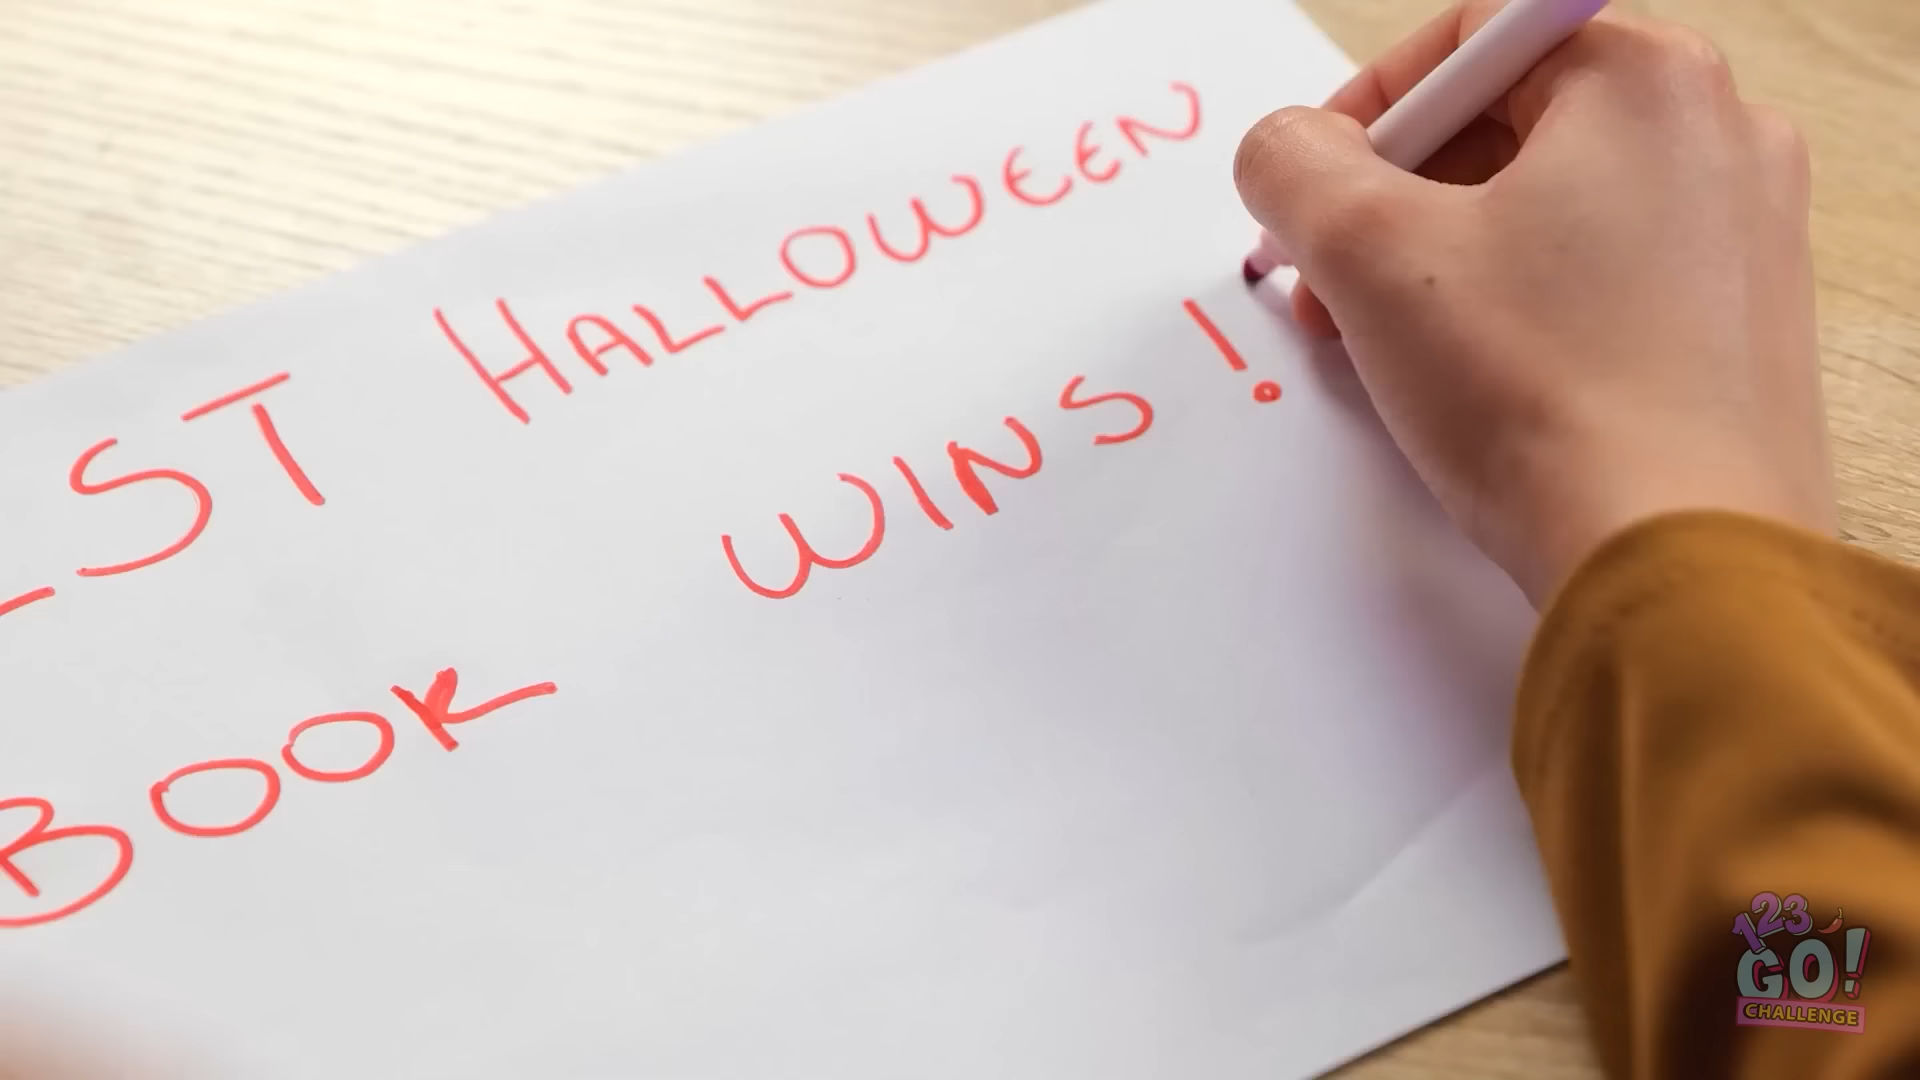 ST HALLOWEEN
BOOK WINS!
123
GO!
CHALLENGE